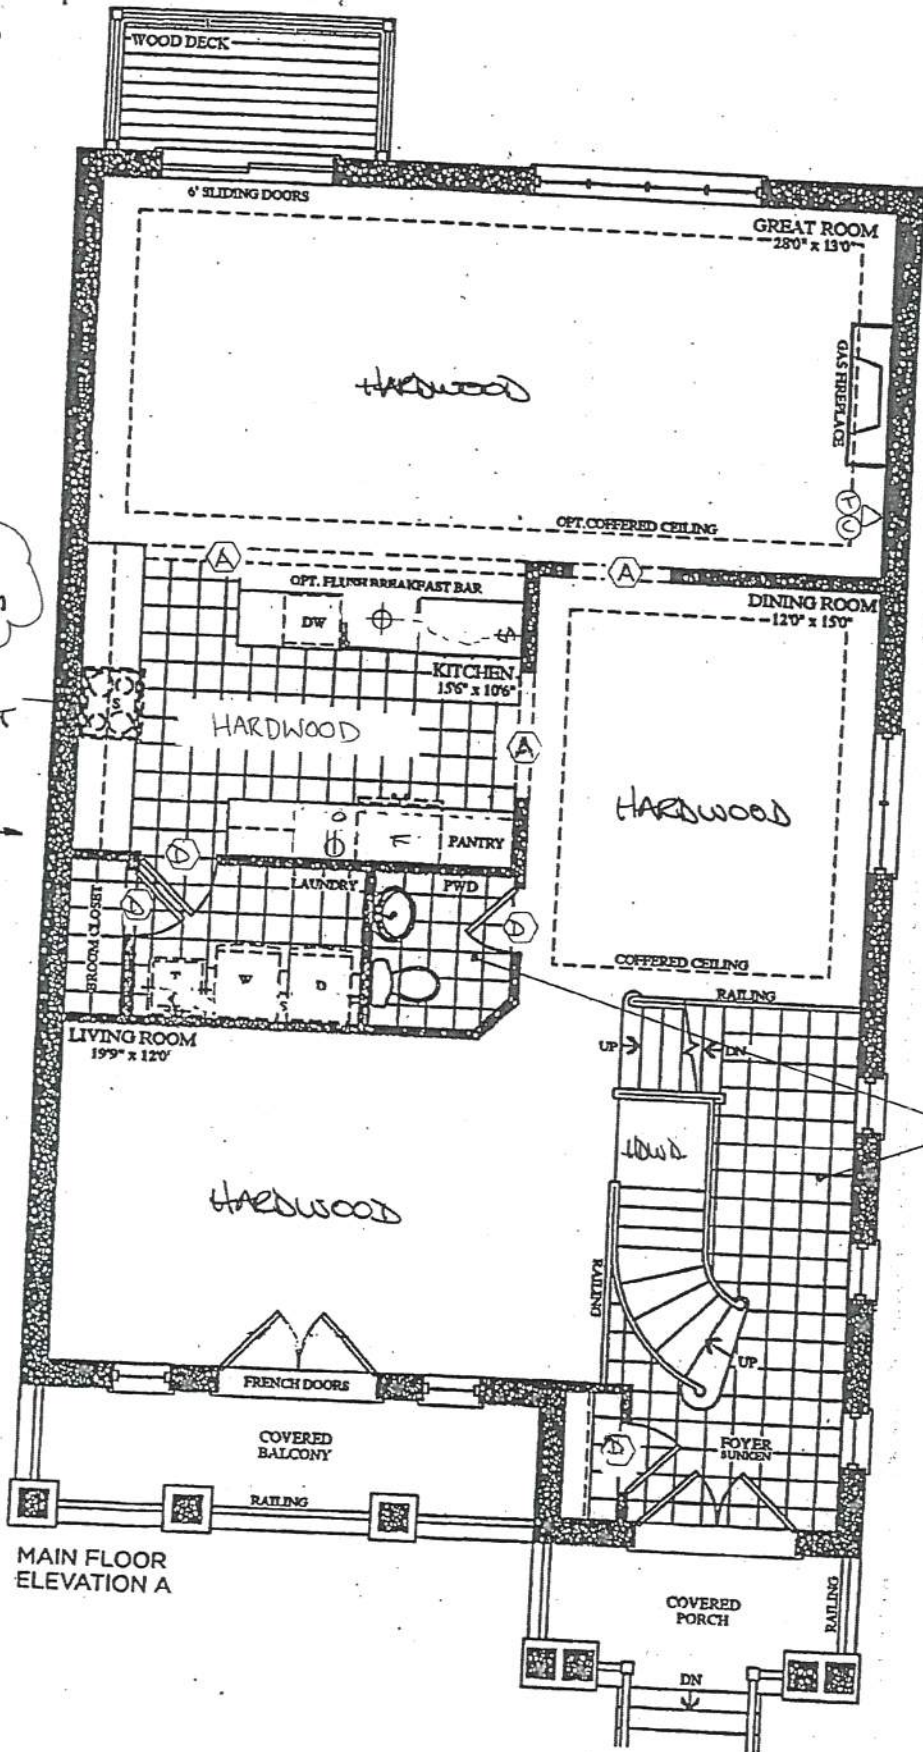 WOOD DECK
6' SLIDING DOORS
GREAT ROOM
28'0" x 13'0"
HARDWOOD
GAS FIREPLACE
T
C
OPT. COFFERED CEILING
A
A
OPT. FLUSH BREAKFAST BAR
DW
DINING ROOM
12'0" x 15'0"
KITCHEN
15'6" x 10'6"
S
HARDWOOD
A
HARDWOOD
F
PANTRY
D
LAUNDRY
PWD
D
D
BROOM CLOSET
T
W
D
S
COFFERED CEILING
RAILING
LIVING ROOM
19'9" x 12'0"
UP
DN
HDWD
HARDWOOD
RAILING
UP
FRENCH DOORS
D
FOYER
SUNKEN
COVERED
BALCONY
RAILING
MAIN FLOOR
ELEVATION A
COVERED
PORCH
RAILING
DN